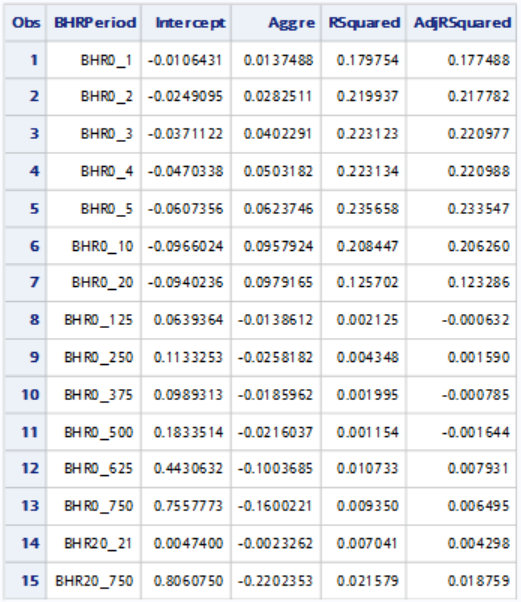 Obs BHRPeriod Intercept Aggre RSquared AdjRSquared
1 BHR0_1 -0.0106431 0.0137488 0.179754 0.177488
2 BHR0_2 -0.0249095 0.0282511 0.219937 0.217782
3 BHR0_3 -0.0371122 0.0402291 0.223123 0.220977
4 BHR0_4 -0.0470338 0.0503182 0.223134 0.220988
5 BHR0_5 -0.0607356 0.0623746 0.235658 0.233547
6 BHR0_10 -0.0966024 0.0957924 0.208447 0.206260
7 BHR0_20 -0.0940236 0.0979165 0.125702 0.123286
8 BHR0_125 0.0639364 -0.0138612 0.002125 -0.000632
9 BHR0_250 0.1133253 -0.0258182 0.004348 0.001590
10 BHR0_375 0.0989313 -0.0185962 0.001995 -0.000785
11 BHR0_500 0.1833514 -0.0216037 0.001154 -0.001644
12 BHR0_625 0.4430632 -0.1003685 0.010733 0.007931
13 BHR0_750 0.7557773 -0.1600221 0.009350 0.006495
14 BHR20_21 0.0047400 -0.0023262 0.007041 0.004298
15 BHR20_750 0.8060750 -0.2202353 0.021579 0.018759